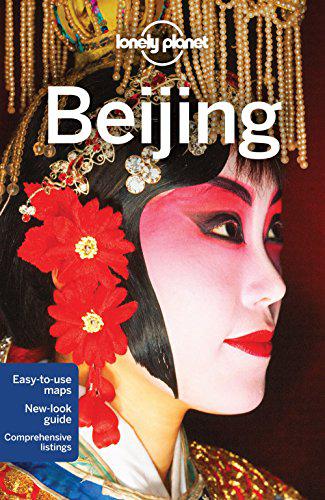 lonely planet
Beijing
Easy-to-use
maps
New-look
guide
Comprehensive
listings